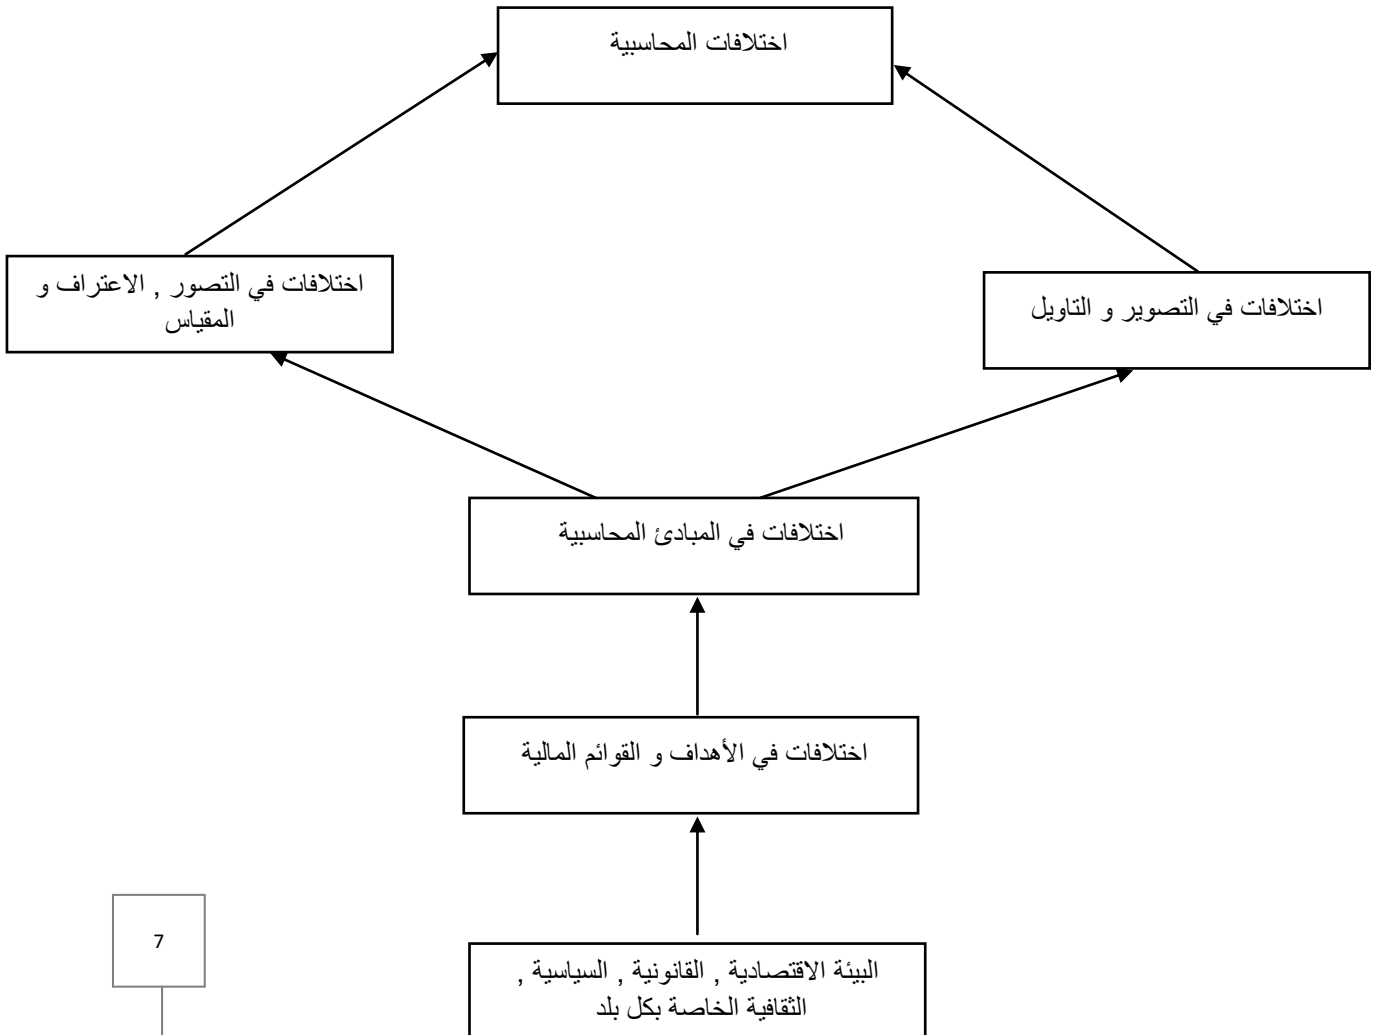 اختلافات المحاسبية
اختلافات في التصور , الاعتراف و
المقياس
اختلافات في التصوير و التاويل
اختلافات في المبادئ المحاسبية
اختلافات في الأهداف و القوائم المالية
البيئة الاقتصادية , القانونية , السياسية ,
الثقافية الخاصة بكل بلد
7